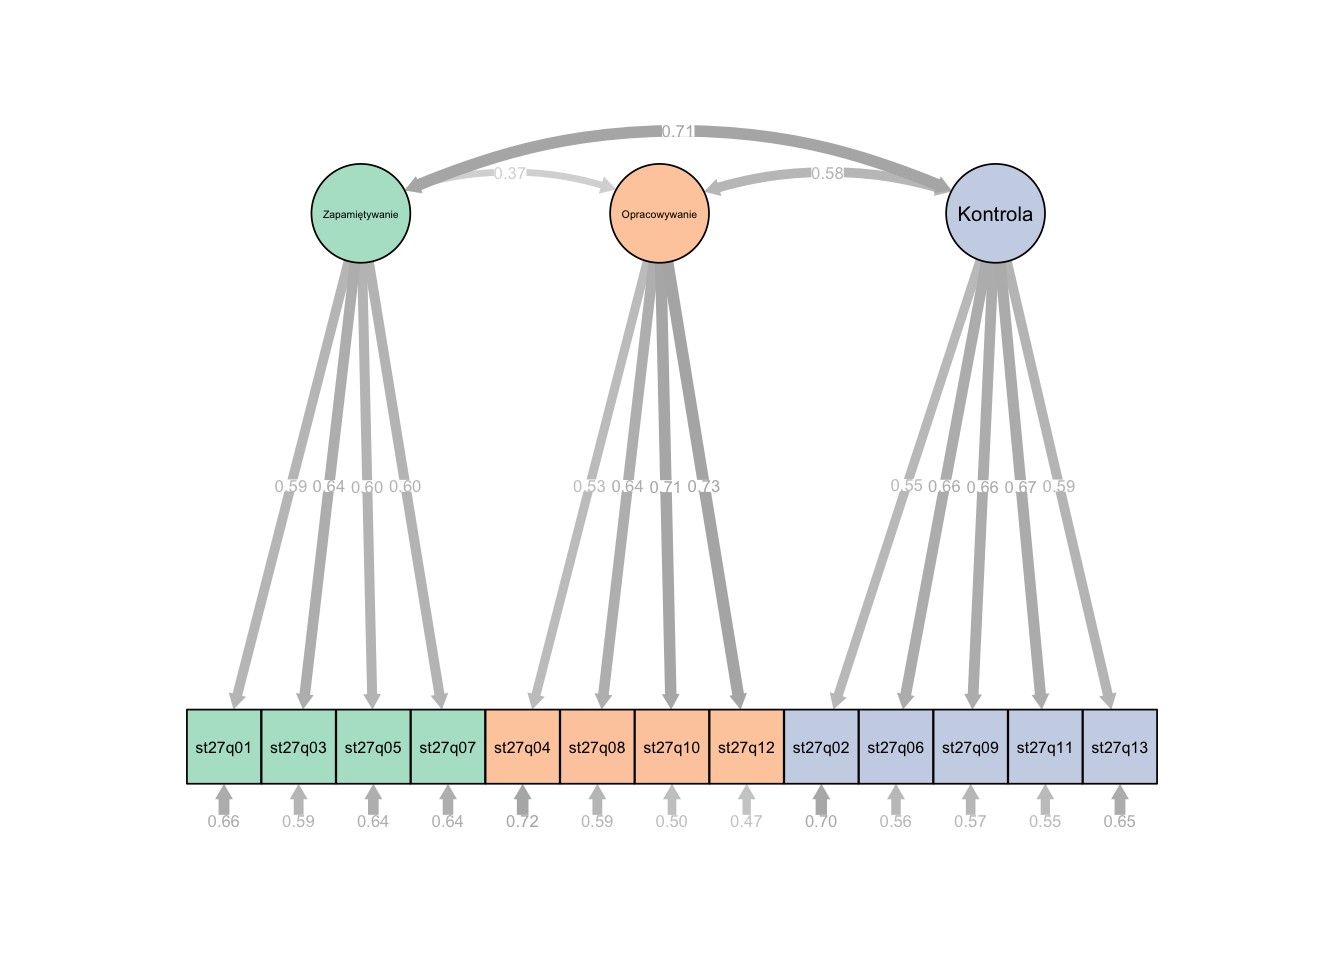 0.71
0.37
0.58
Zapamiętywanie
Opracowywanie
Kontrola
0.59 0.64 0.60 0.60 0.53 0.64 0.71 0.73 0.55 0.66 0.66 0.67 0.59
st27q01 st27q03 st27q05 st27q07 st27q04 st27q08 st27q10 st27q12 st27q02 st27q06 st27q09 st27q11 st27q13
0.66 0.59 0.64 0.64 0.72 0.59 0.50 0.47 0.70 0.56 0.57 0.55 0.65